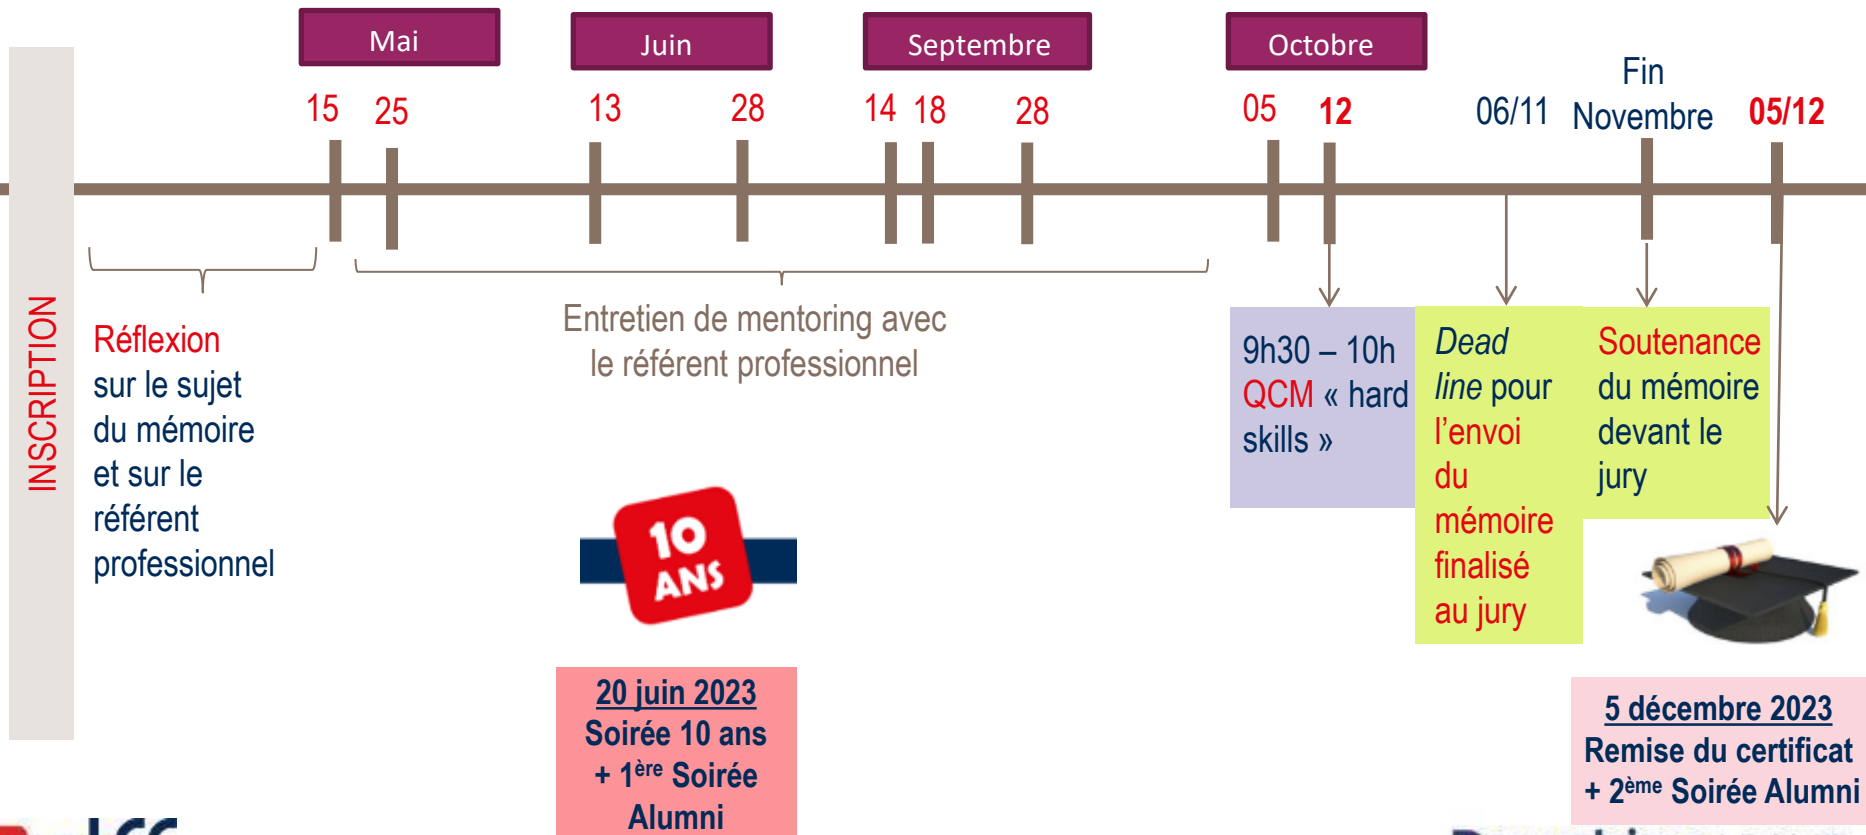 Mai
Juin
Septembre
Octobre
Fin
Novembre
15
25
13
28
14
18
28
05
12
06/11
05/12
INSCRIPTION
Réflexion
sur le sujet
du mémoire
et sur le
référent
professionnel
Entretien de mentoring avec
le référent professionnel
9h30 – 10h
QCM « hard
skills »
Dead
line pour
l’envoi
du
mémoire
finalisé
au jury
Soutenance
du mémoire
devant le
jury
10
ANS
20 juin 2023
Soirée 10 ans
+ 1ère Soirée
Alumni
5 décembre 2023
Remise du certificat
+ 2ème Soirée Alumni